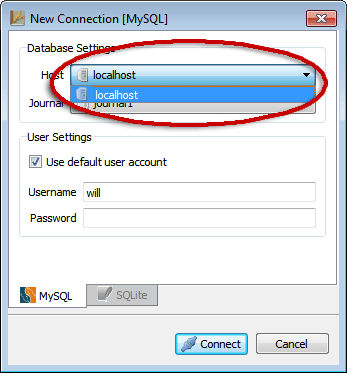 New Connection [MySQL]
Database Settings
Host localhost
localhost
Journal journal1
User Settings
Use default user account
Username will
Password
MySQL SQLite
Connect Cancel